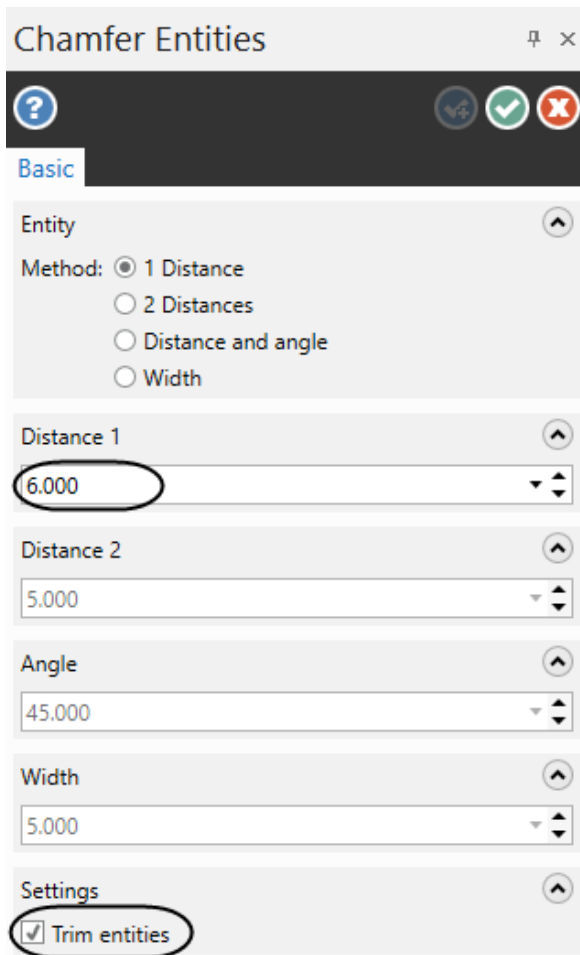 Chamfer Entities
Basic
Entity
Method: 1 Distance
2 Distances
Distance and angle
Width
Distance 1
6.000
Distance 2
5.000
Angle
45.000
Width
5.000
Settings
Trim entities